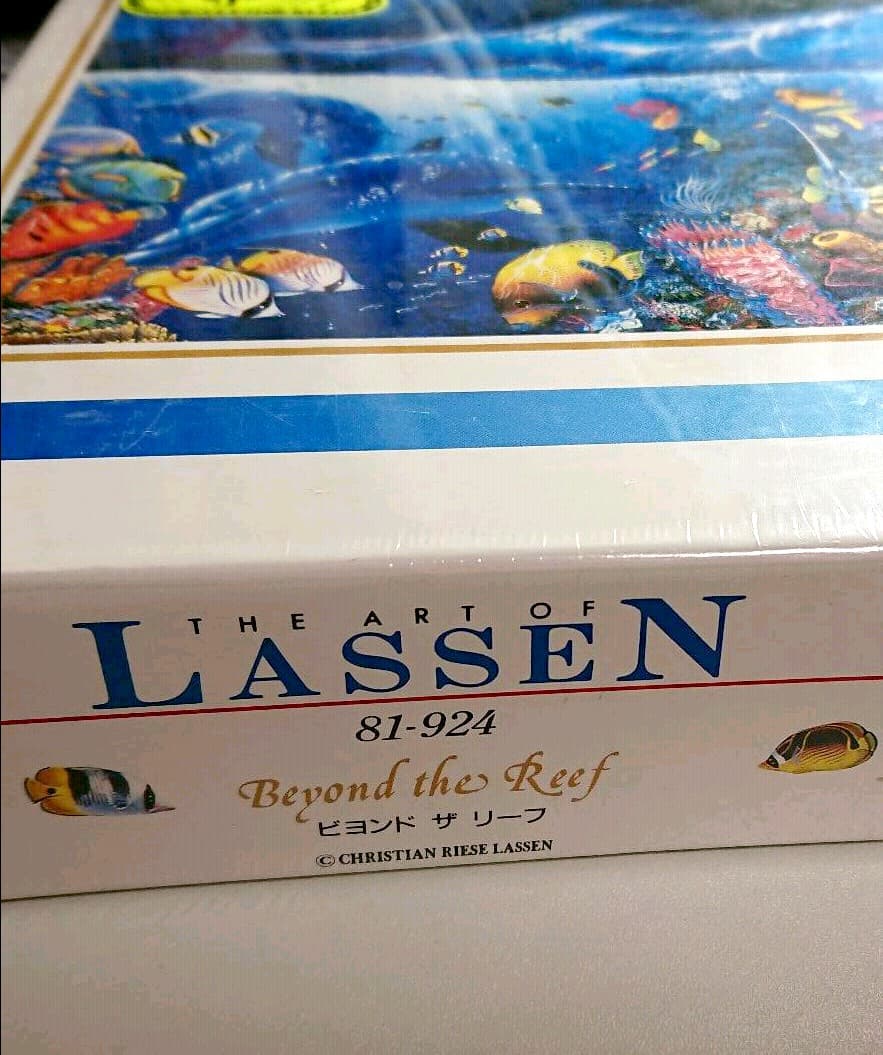 THE ART OF
LASSEN
81-924
Beyond the Reef
ビヨンド ザ リーフ
© CHRISTIAN RIESE LASSEN